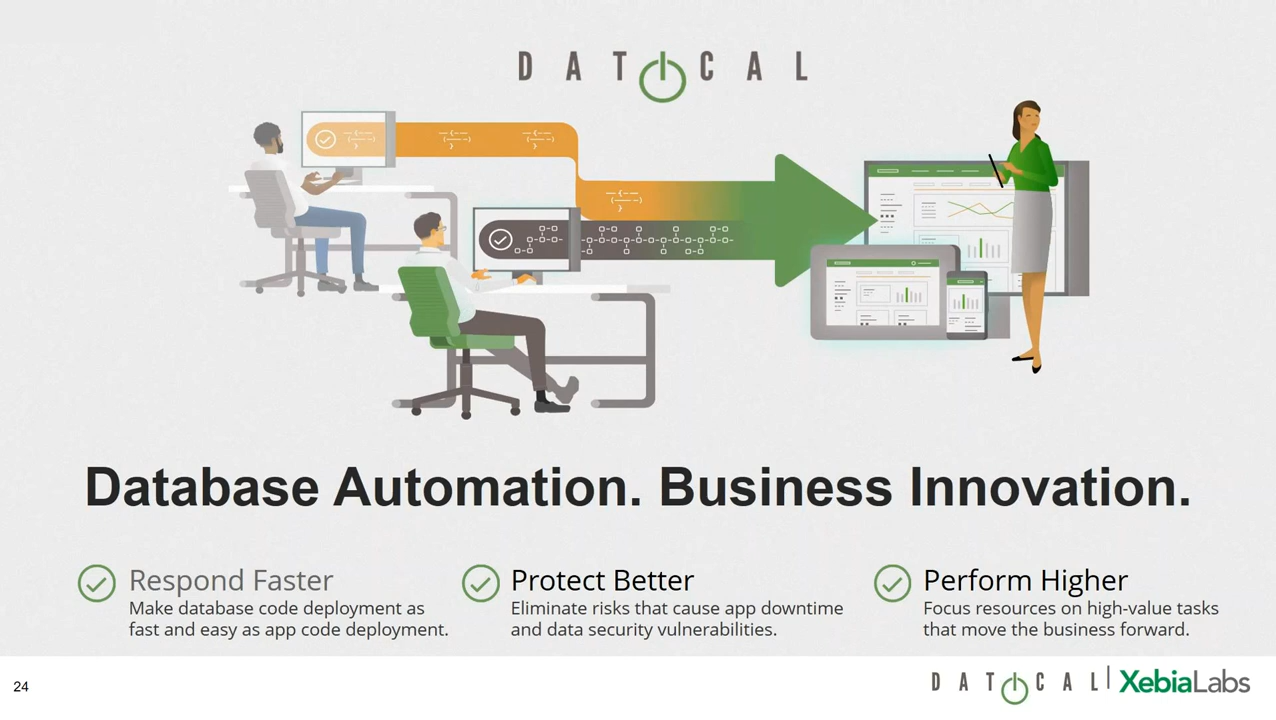 DATICAL
Database Automation. Business Innovation.
Respond Faster
Make database code deployment as
fast and easy as app code deployment.
Protect Better
Eliminate risks that cause app downtime
and data security vulnerabilities.
Perform Higher
Focus resources on high-value tasks
that move the business forward.
24
DATICAL | XebiaLabs